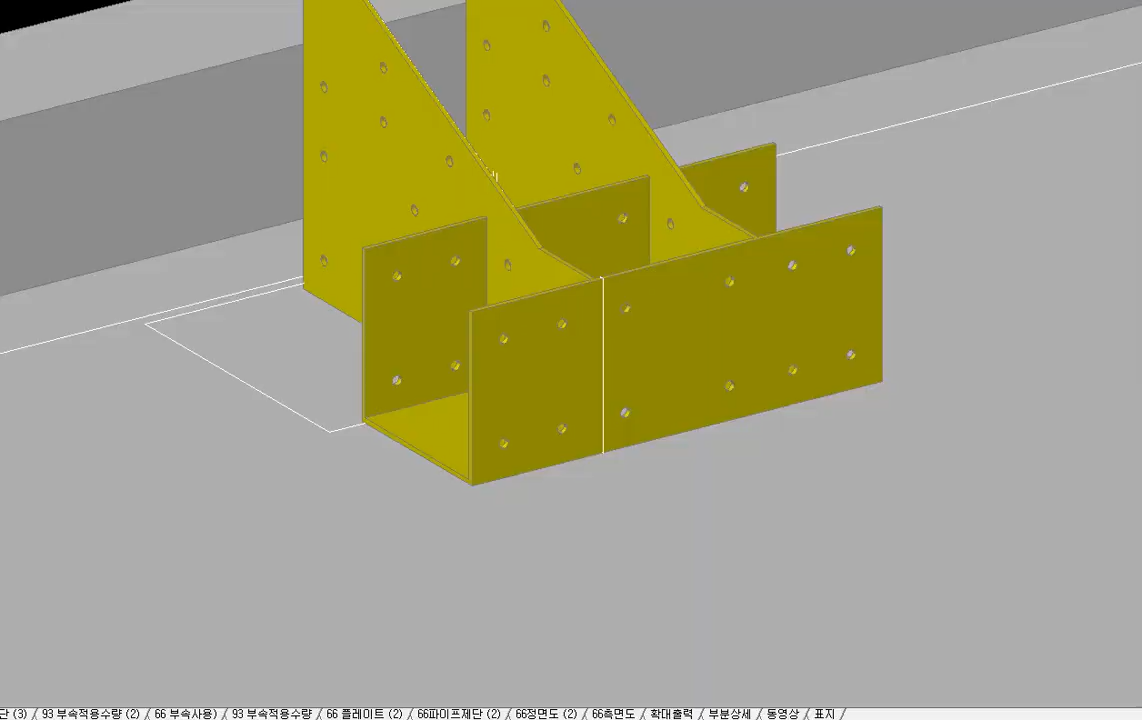 단 (3) / 93 부속적용수량 (2) / 66 부속사용) / 93 부속적용수량 / 66 플레이트 (2) / 66파이프제단 (2) / 66정면도 (2) / 66측면도 / 확대출력 / 부분상세 / 동영상 / 표지 /